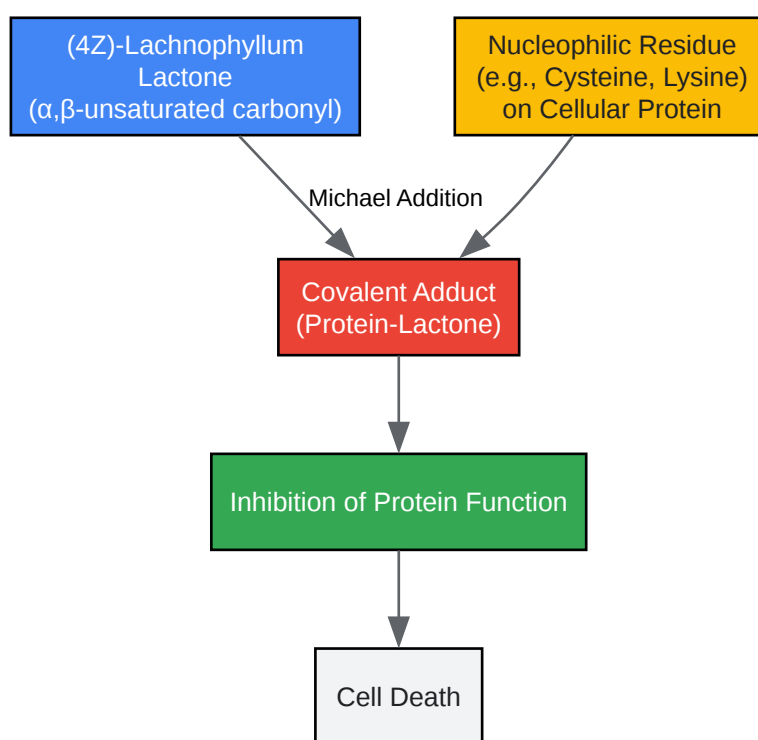 (4Z)-Lachnophyllum
Lactone
(α,β-unsaturated carbonyl)
Nucleophilic Residue
(e.g., Cysteine, Lysine)
on Cellular Protein
Michael Addition
Covalent Adduct
(Protein-Lactone)
Inhibition of Protein Function
Cell Death